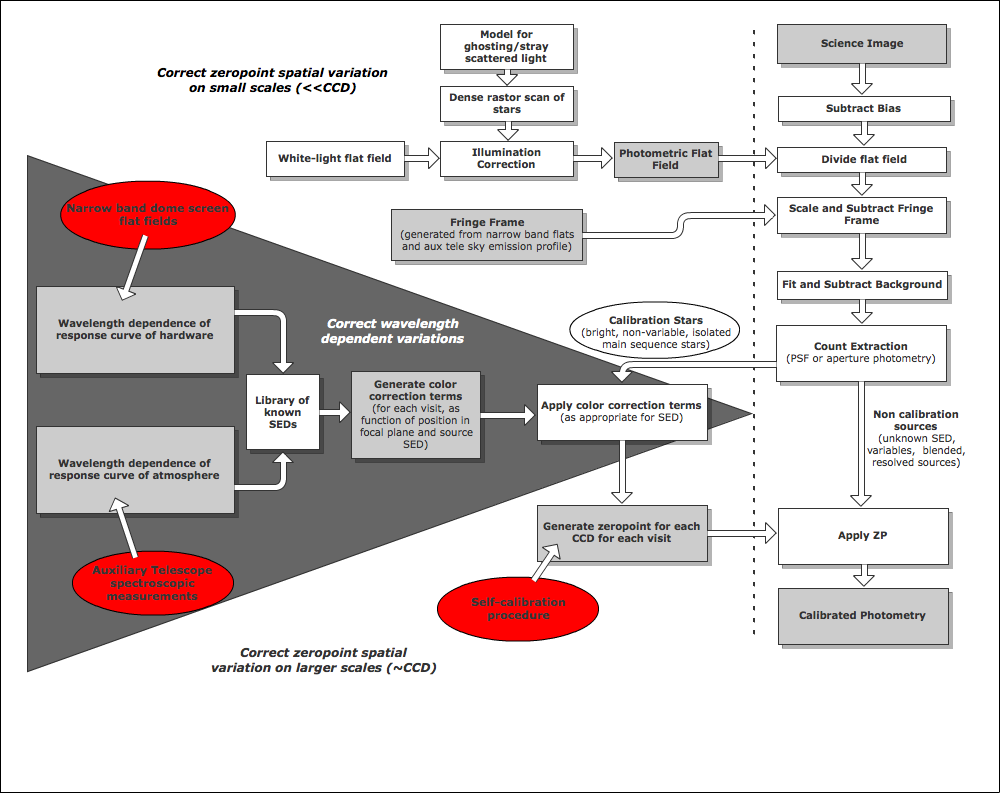 Model for
ghosting/stray
scattered light
Science Image
Correct zeropoint spatial variation
on small scales (<<CCD)
Dense rastor scan of
stars
Subtract Bias
White-light flat field
Illumination
Correction
Photometric Flat
Field
Divide flat field
Narrow band dome screen
flat fields
Fringe Frame
(generated from narrow band flats
and aux tele sky emission profile)
Scale and Subtract Fringe
Frame
Fit and Subtract Background
Wavelength dependence of
response curve of hardware
Correct wavelength
dependent variations
Calibration Stars
(bright, non-variable, isolated
main sequence stars)
Count Extraction
(PSF or aperture photometry)
Library of
known
SEDs
Generate color
correction terms
(for each visit, as
function of position in
focal plane and source
SED)
Apply color correction terms
(as appropriate for SED)
Non calibration
sources
(unknown SED,
variables,  blended,
resolved sources)
Wavelength dependence of
response curve of atmosphere
Generate zeropoint for each
CCD for each visit
Apply ZP
Auxiliary Telescope
spectroscopic
measurements
Self-calibration
procedure
Calibrated Photometry
Correct zeropoint spatial
variation on larger scales (~CCD)